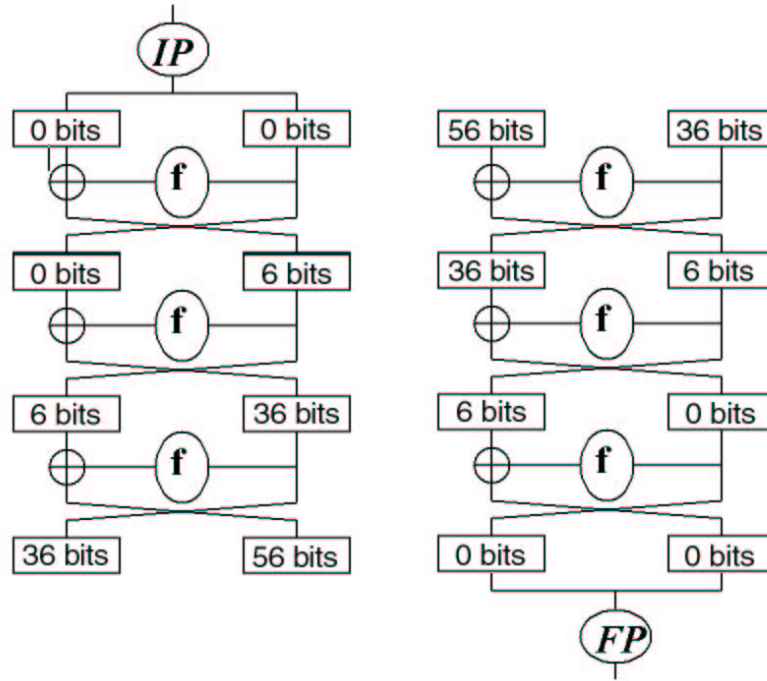 IP
0 bits 0 bits
f
0 bits 6 bits
f
6 bits 36 bits
f
36 bits 56 bits
56 bits 36 bits
f
36 bits 6 bits
f
6 bits 0 bits
f
0 bits 0 bits
FP